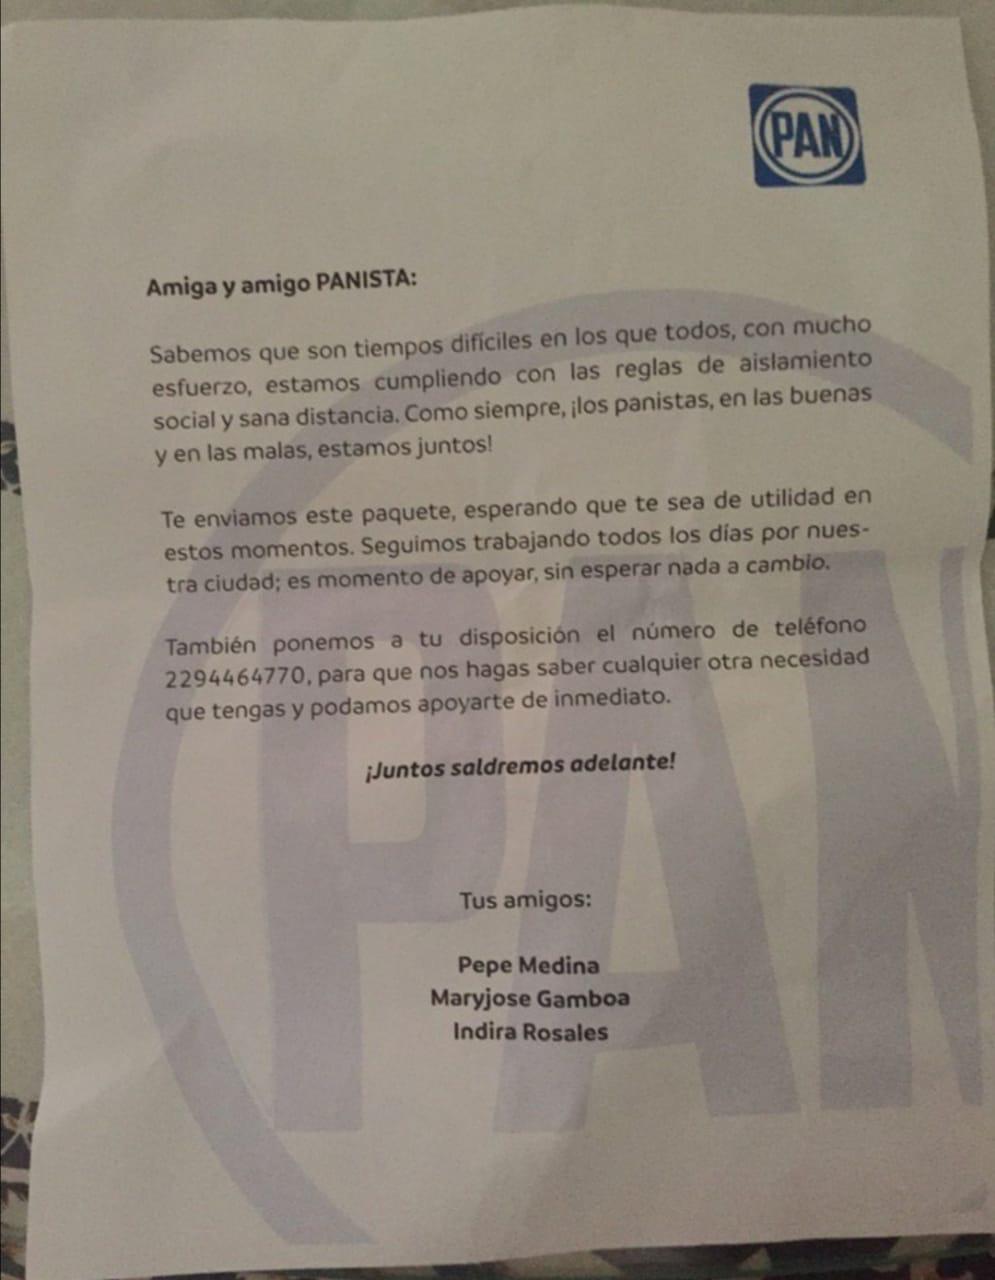 PAN
Amiga y amigo PANISTA:
Sabemos que son tiempos difíciles en los que todos, con mucho
esfuerzo, estamos cumpliendo con las reglas de aislamiento
social y sana distancia. Como siempre, ¡los panistas, en las buenas
y en las malas, estamos juntos!
Te enviamos este paquete, esperando que te sea de utilidad en
estos momentos. Seguimos trabajando todos los días por nues-
tra ciudad; es momento de apoyar, sin esperar nada a cambio.
También ponemos a tu disposición el número de teléfono
2294464770, para que nos hagas saber cualquier otra necesidad
que tengas y podamos apoyarte de inmediato.
¡Juntos saldremos adelante!
Tus amigos:
Pepe Medina
Maryjose Gamboa
Indira Rosales
PAN